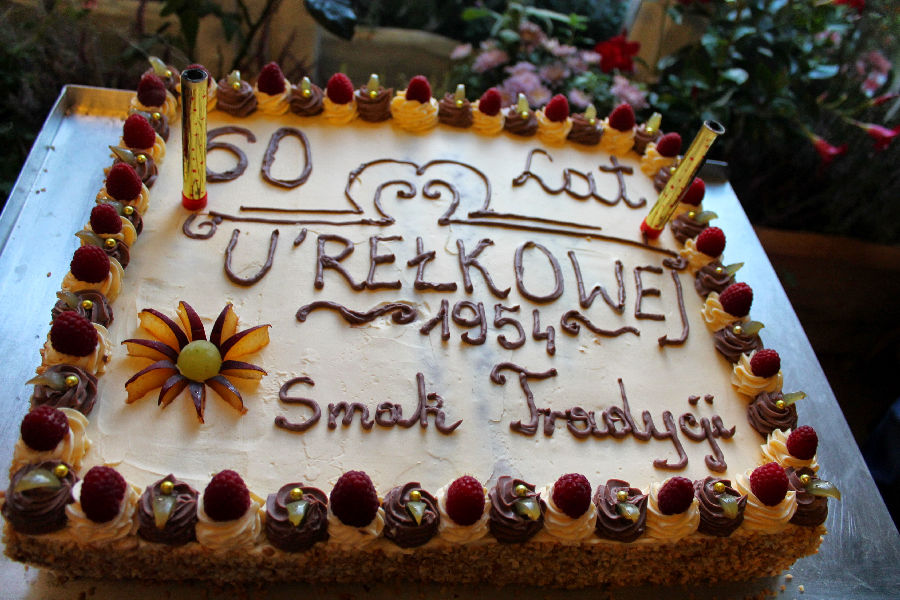 60 Lat
U'REŁKOWEJ
1954
Smak Tradycji